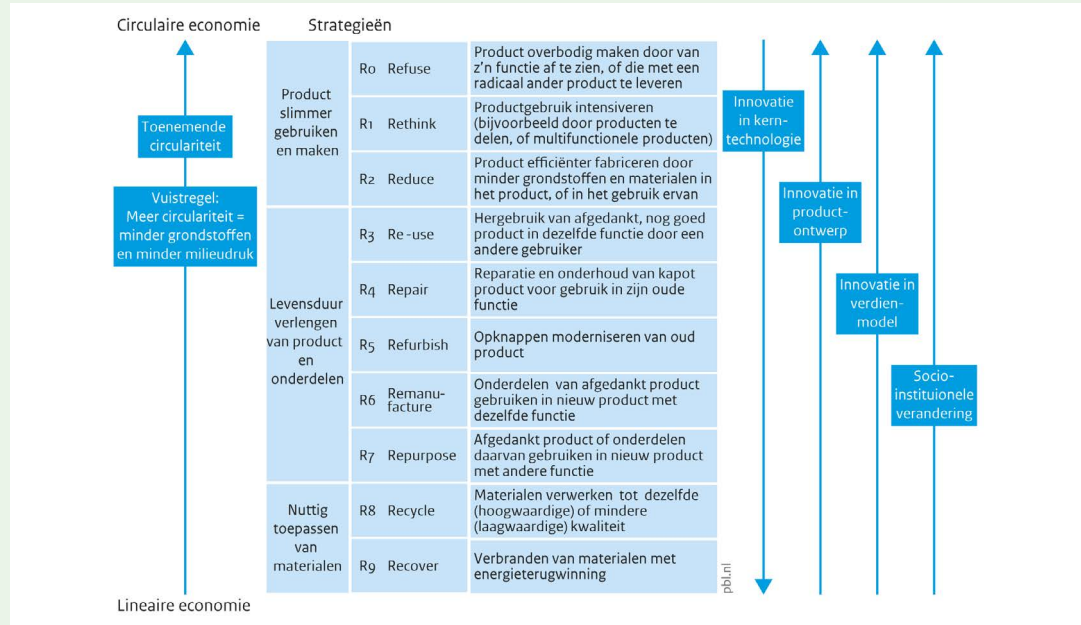 Circulaire economie
Strategieën
Toenemende
circulariteit
Vuistregel:
Meer circulariteit =
minder grondstoffen
en minder milieudruk
Lineaire economie
Product
slimmer
gebruiken
en maken
Ro Refuse
Product overbodig maken door van
z'n functie af te zien, of die met een
radicaal ander product te leveren
R1 Rethink
Productgebruik intensiveren
(bijvoorbeeld door producten te
delen, of multifunctionele producten)
R2 Reduce
Product efficiënter fabriceren door
minder grondstoffen en materialen in
het product, of in het gebruik ervan
Levensduur
verlengen
van product
en
onderdelen
R3 Re-use
Hergebruik van afgedankt, nog goed
product in dezelfde functie door een
andere gebruiker
R4 Repair
Reparatie en onderhoud van kapot
product voor gebruik in zijn oude
functie
R5 Refurbish
Opknappen moderniseren van oud
product
R6 Remanu-
facture
Onderdelen van afgedankt product
gebruiken in nieuw product met
dezelfde functie
R7 Repurpose
Afgedankt product of onderdelen
daarvan gebruiken in nieuw product
met andere functie
Nuttig
toepassen
van
materialen
R8 Recycle
Materialen verwerken tot dezelfde
(hoogwaardige) of mindere
(laagwaardige) kwaliteit
R9 Recover
Verbranden van materialen met
energieterugwinning
pbl.nl
Innovatie
in kern-
technologie
Innovatie in
product-
ontwerp
Innovatie in
verdien-
model
Socio-
instituionele
verandering